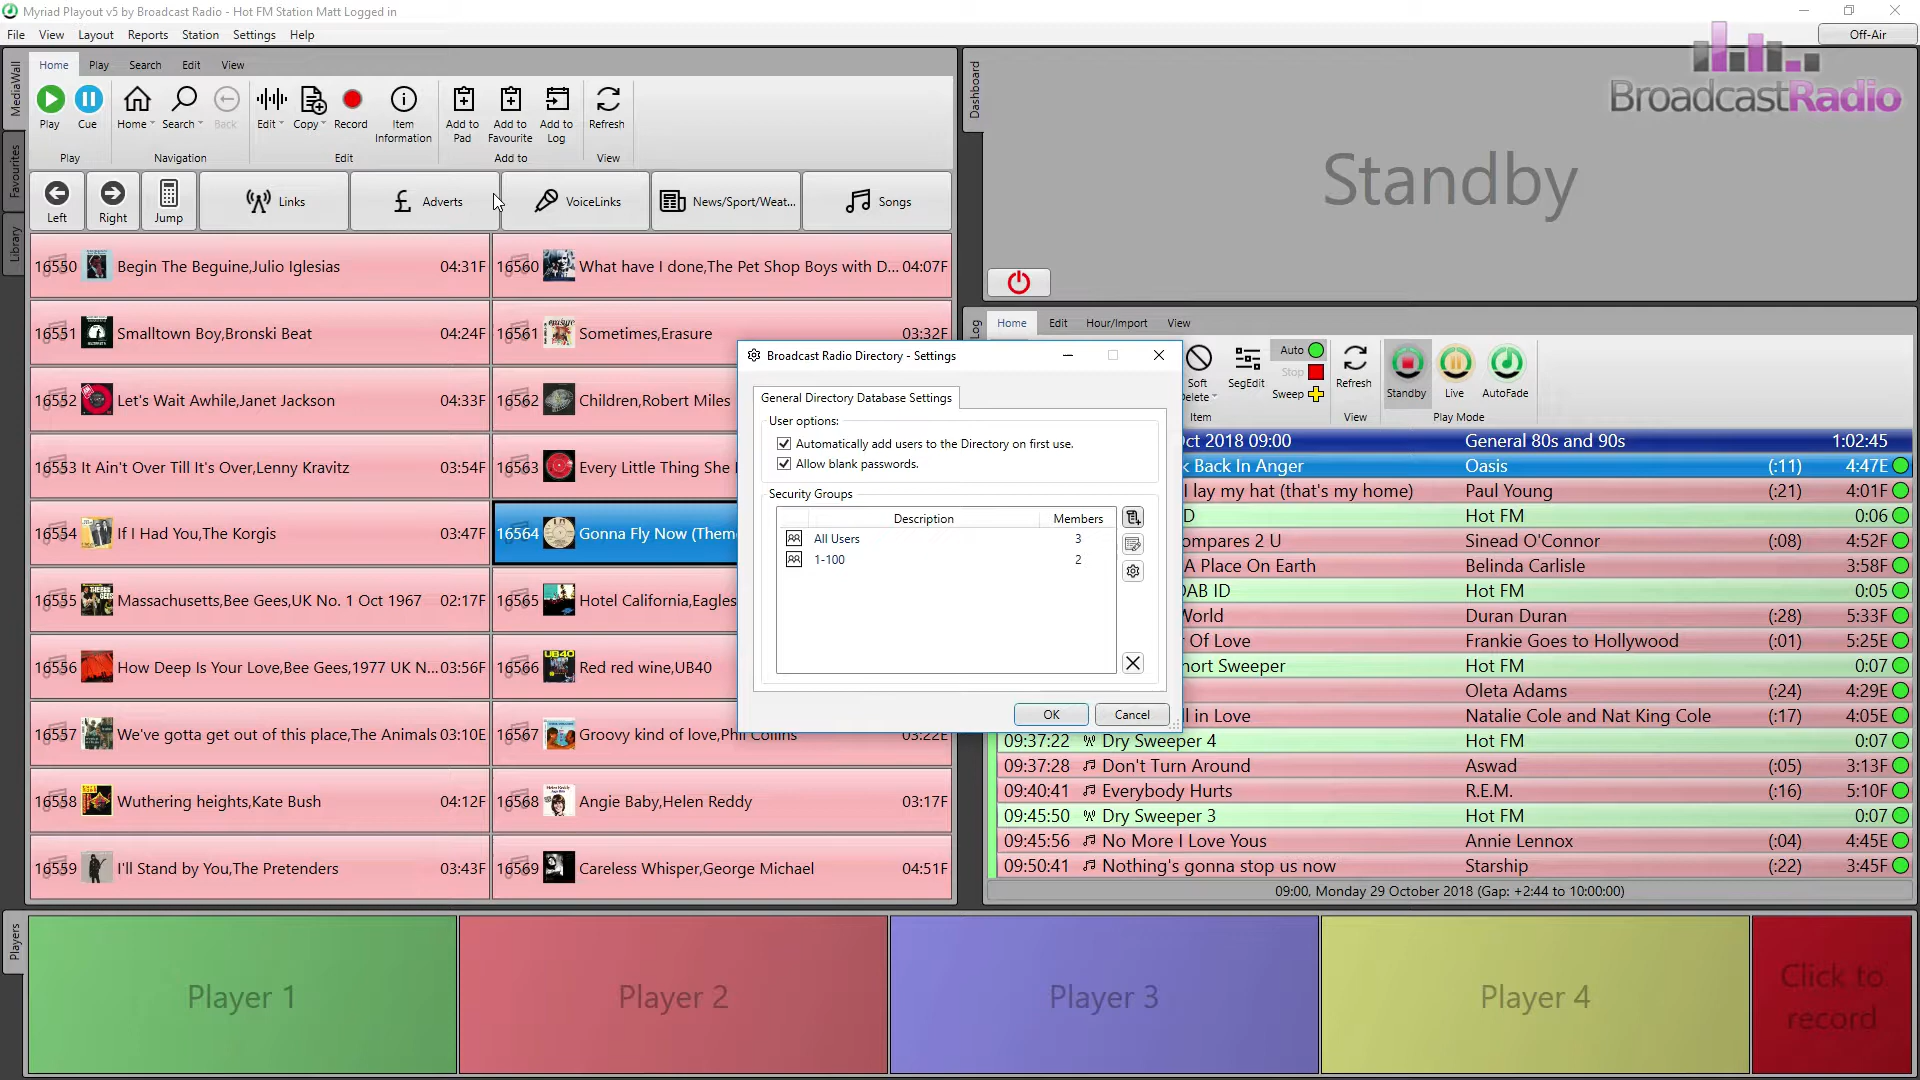 Myriad Playout v5 by Broadcast Radio - Hot FM Station Matt Logged in
File View Layout Reports Station Settings Help
Off-Air
BroadcastRadio
MediaWall
Favourites
Library
Home Play Search Edit View
Play Cue Home Search Back Edit Copy Record Item Information Add to Pad Add to Favourite Add to Log Refresh
Play Navigation Edit Add to View
Left Right Jump Links £ Adverts VoiceLinks News/Sport/Weat... Songs
16550 Begin The Beguine,Julio Iglesias 04:31F
16551 Smalltown Boy,Bronski Beat 04:24F
16552 Let's Wait Awhile,Janet Jackson 04:33F
16553 It Ain't Over Till It's Over,Lenny Kravitz 03:54F
16554 If I Had You,The Korgis 03:47F
16555 Massachusetts,Bee Gees,UK No. 1 Oct 1967 02:17F
16556 How Deep Is Your Love,Bee Gees,1977 UK N... 03:56F
16557 We've gotta get out of this place,The Animals 03:10E
16558 Wuthering heights,Kate Bush 04:12F
16559 I'll Stand by You,The Pretenders 03:43F
16560 What have I done,The Pet Shop Boys with D... 04:07F
16561 Sometimes,Erasure 03:32F
16562 Children,Robert Miles
16563 Every Little Thing She
16564 Gonna Fly Now (Them
16565 Hotel California,Eagles
16566 Red red wine,UB40
16567 Groovy kind of love,Phil Collins 03:22E
16568 Angie Baby,Helen Reddy 03:17F
16569 Careless Whisper,George Michael 04:51F
Broadcast Radio Directory - Settings
General Directory Database Settings
User options:
Automatically add users to the Directory on first use.
Allow blank passwords.
Security Groups
Description Members
All Users 3
1-100 2
OK Cancel
Dashboard
Standby
Log
Home Edit Hour/Import View
Soft Delete SegEdit Auto Stop Sweep Refresh Standby Live AutoFade
Item View Play Mode
ct 2018 09:00 General 80s and 90s 1:02:45
k Back In Anger Oasis (:11) 4:47E
I lay my hat (that's my home) Paul Young (:21) 4:01F
D Hot FM 0:06
ompares 2 U Sinead O'Connor (:08) 4:52F
A Place On Earth Belinda Carlisle 3:58F
DAB ID Hot FM 0:05
World Duran Duran (:28) 5:33F
r Of Love Frankie Goes to Hollywood (:01) 5:25E
hort Sweeper Hot FM 0:07
Oleta Adams (:24) 4:29E
ll in Love Natalie Cole and Nat King Cole (:17) 4:05E
09:37:22 Dry Sweeper 4 Hot FM 0:07
09:37:28 Don't Turn Around Aswad (:05) 3:13F
09:40:41 Everybody Hurts R.E.M. (:16) 5:10F
09:45:50 Dry Sweeper 3 Hot FM 0:07
09:45:56 No More I Love Yous Annie Lennox (:04) 4:45E
09:50:41 Nothing's gonna stop us now Starship (:22) 3:45F
09:00, Monday 29 October 2018 (Gap: +2:44 to 10:00:00)
Players
Player 1 Player 2 Player 3 Player 4 Click to
record